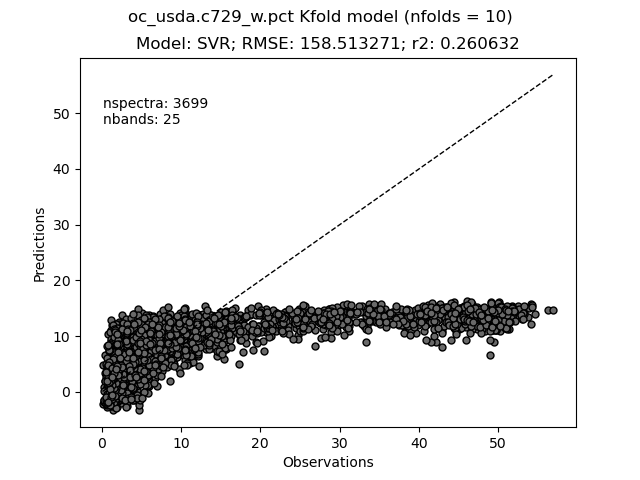 oc_usda.c729_w.pct Kfold model (nfolds = 10)
Model: SVR; RMSE: 158.513271; r2: 0.260632
nspectra: 3699
nbands: 25
50
40
30
20
10
0
Predictions
0 10 20 30 40 50
Observations